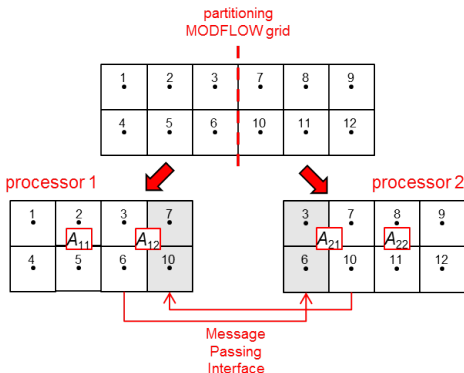 partitioning
MODFLOW grid
1 2 3 7 8 9
4 5 6 10 11 12
processor 1
processor 2
1 2 3 7
A11 A12
4 5 6 10
3 7 8 9
A21 A22
6 10 11 12
Message
Passing
Interface